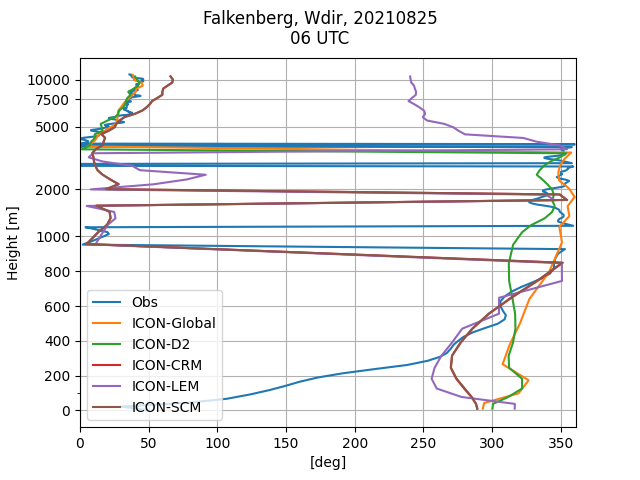 Falkenberg, Wdir, 20210825
06 UTC
Height [m]
10000
7500
5000
2000
1000
800
600
400
200
0
Obs
ICON-Global
ICON-D2
ICON-CRM
ICON-LEM
ICON-SCM
0 50 100 150 200 250 300 350
[deg]